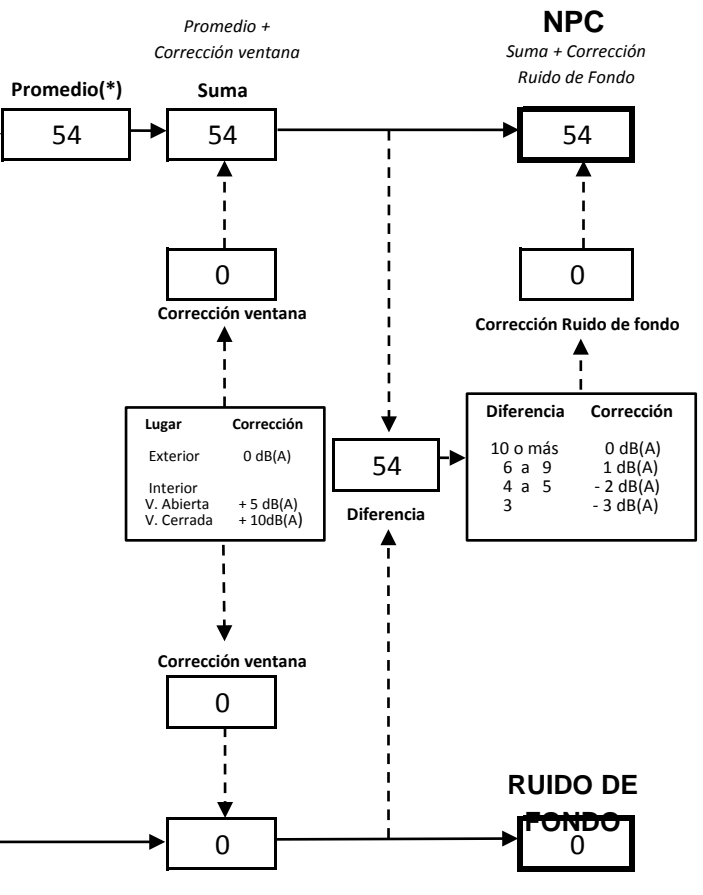 Promedio +
Corrección ventana
NPC
Suma + Corrección
Ruido de Fondo
Promedio(*)
Suma
54
54
54
0
0
Corrección ventana
Corrección Ruido de fondo
Lugar Corrección
Exterior 0 dB(A)
Interior
V. Abierta + 5 dB(A)
V. Cerrada + 10dB(A)
54
Diferencia
Diferencia Corrección
10 o más 0 dB(A)
6 a 9 1 dB(A)
4 a 5 - 2 dB(A)
3 - 3 dB(A)
Corrección ventana
0
RUIDO DE
FONDO
0
0